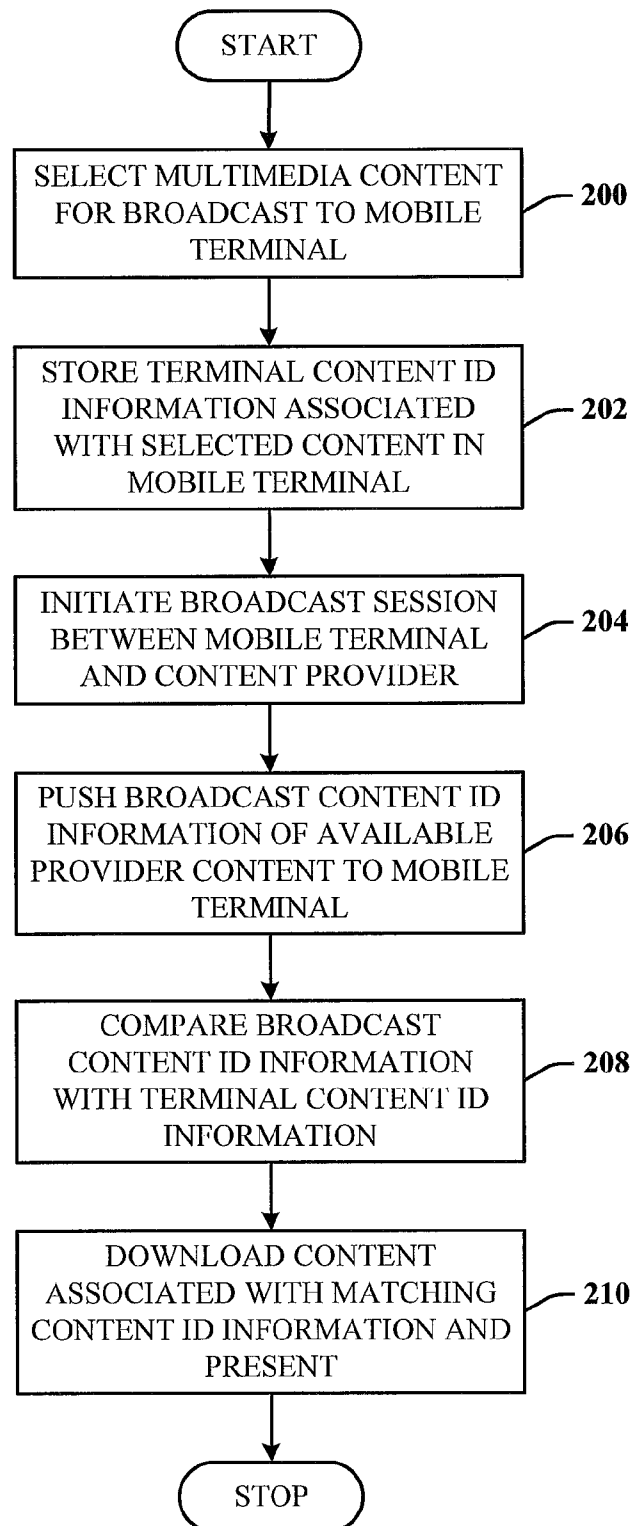 START
SELECT MULTIMEDIA CONTENT
FOR BROADCAST TO MOBILE
TERMINAL
200
STORE TERMINAL CONTENT ID
INFORMATION ASSOCIATED
WITH SELECTED CONTENT IN
MOBILE TERMINAL
202
INITIATE BROADCAST SESSION
BETWEEN MOBILE TERMINAL
AND CONTENT PROVIDER
204
PUSH BROADCAST CONTENT ID
INFORMATION OF AVAILABLE
PROVIDER CONTENT TO MOBILE
TERMINAL
206
COMPARE BROADCAST
CONTENT ID INFORMATION
WITH TERMINAL CONTENT ID
INFORMATION
208
DOWNLOAD CONTENT
ASSOCIATED WITH MATCHING
CONTENT ID INFORMATION AND
PRESENT
210
STOP